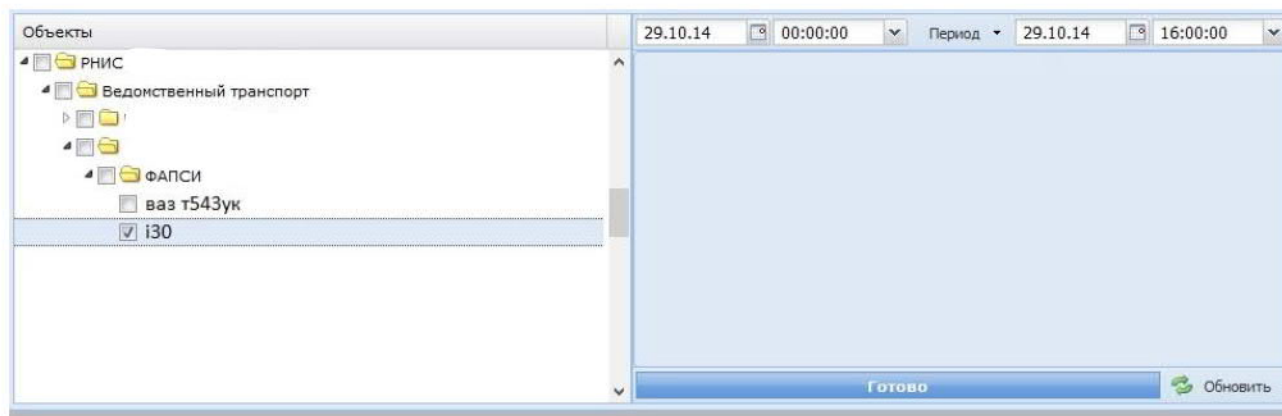 Объекты
29.10.14 00:00:00 Период 29.10.14 16:00:00
РНИС
Ведомственный транспорт
ФАПСИ
ваз т543ук
i30
Готово Обновить